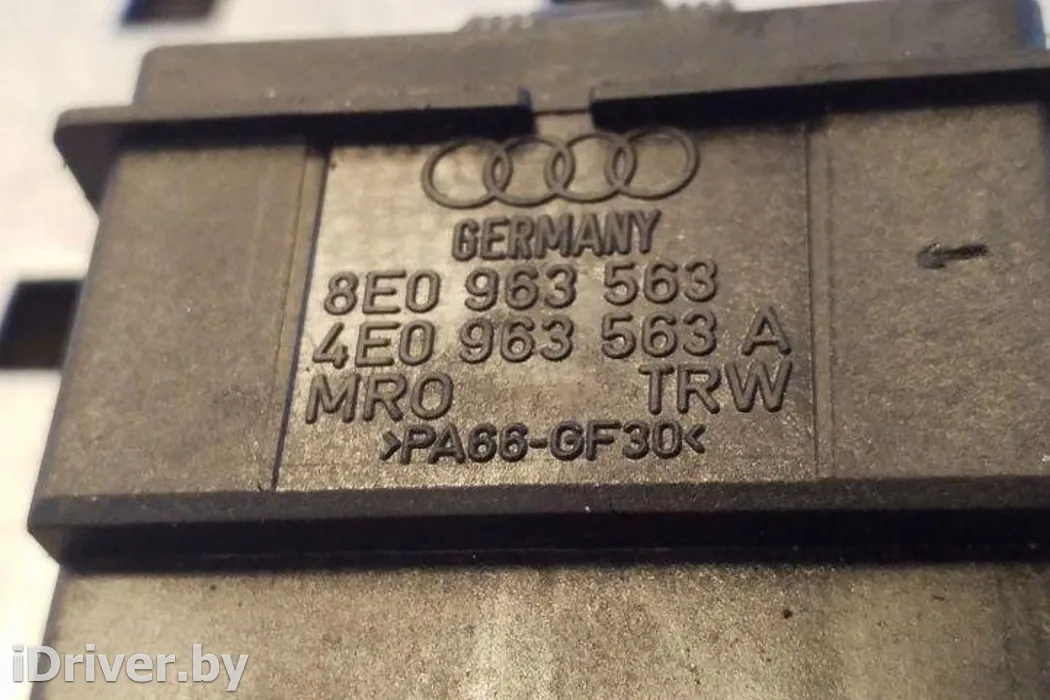 GERMANY
8E0 963 563
4E0 963 563 A
MRO TRW
>PA66-GF30<
iDriver.by